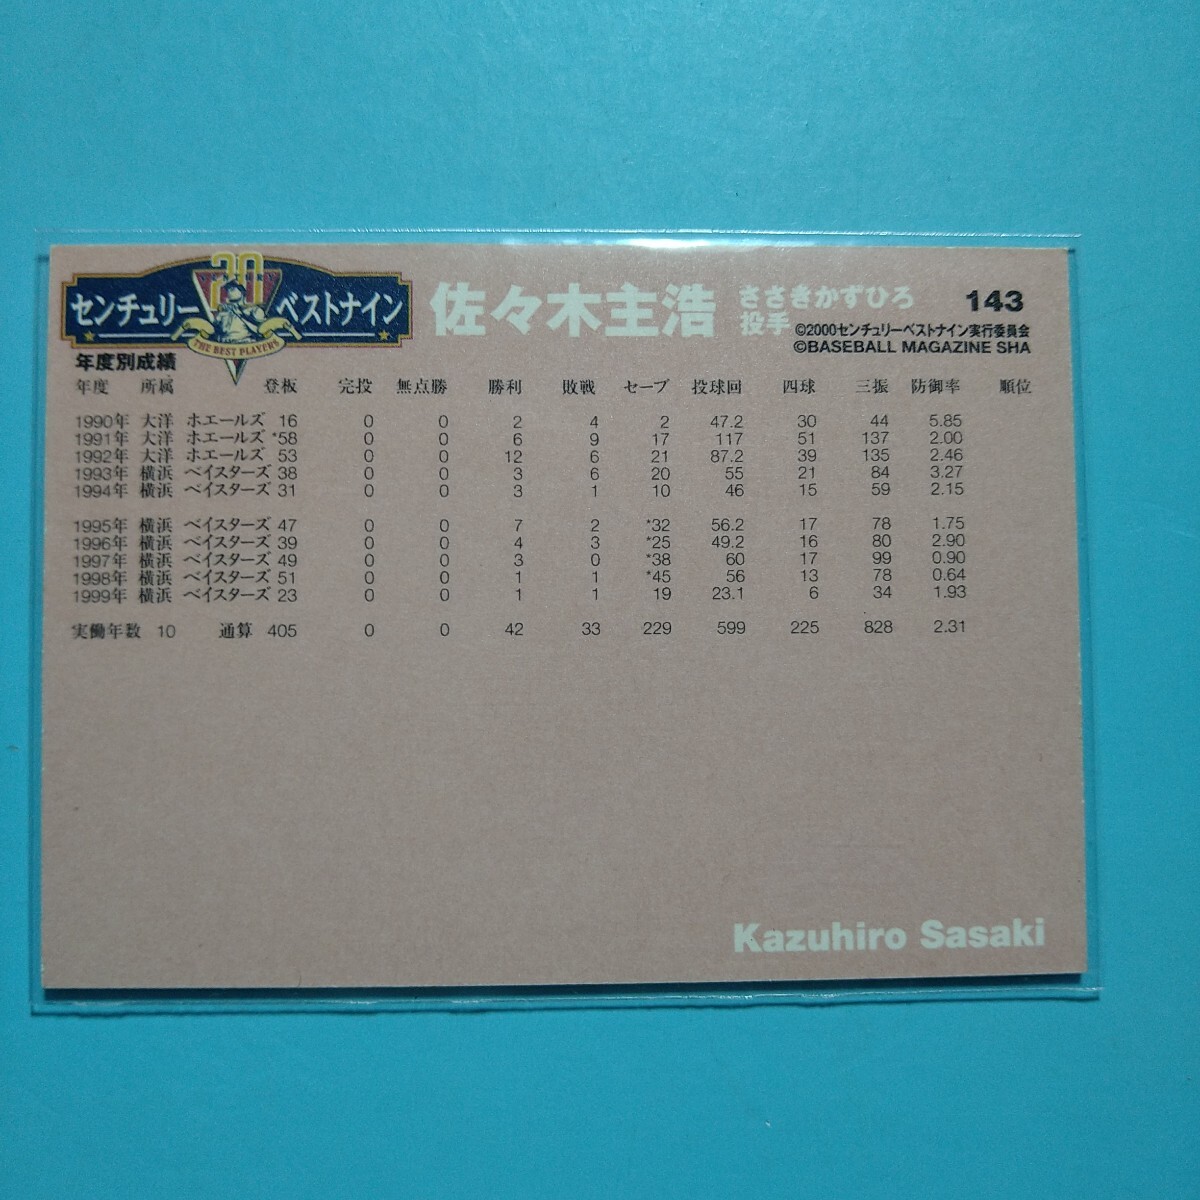 20
VICTORY
センチュリー ベストナイン
THE BEST PLAYERS
佐々木主浩 ささきかずひろ 投手
143
©2000センチュリーベストナイン実行委員会
©BASEBALL MAGAZINE SHA
年度別成績
年度 所属 登板 完投 無点勝 勝利 敗戦 セーブ 投球回 四球 三振 防御率 順位
1990年 大洋 ホエールズ 16 0 0 2 4 2 47.2 30 44 5.85
1991年 大洋 ホエールズ *58 0 0 6 9 17 117 51 137 2.00
1992年 大洋 ホエールズ 53 0 0 12 6 21 87.2 39 135 2.46
1993年 横浜 ベイスターズ 38 0 0 3 6 20 55 21 84 3.27
1994年 横浜 ベイスターズ 31 0 0 3 1 10 46 15 59 2.15
1995年 横浜 ベイスターズ 47 0 0 7 2 *32 56.2 17 78 1.75
1996年 横浜 ベイスターズ 39 0 0 4 3 *25 49.2 16 80 2.90
1997年 横浜 ベイスターズ 49 0 0 3 0 *38 60 17 99 0.90
1998年 横浜 ベイスターズ 51 0 0 1 1 *45 56 13 78 0.64
1999年 横浜 ベイスターズ 23 0 0 1 1 19 23.1 6 34 1.93
実働年数 10 通算 405 0 0 42 33 229 599 225 828 2.31
Kazuhiro Sasaki